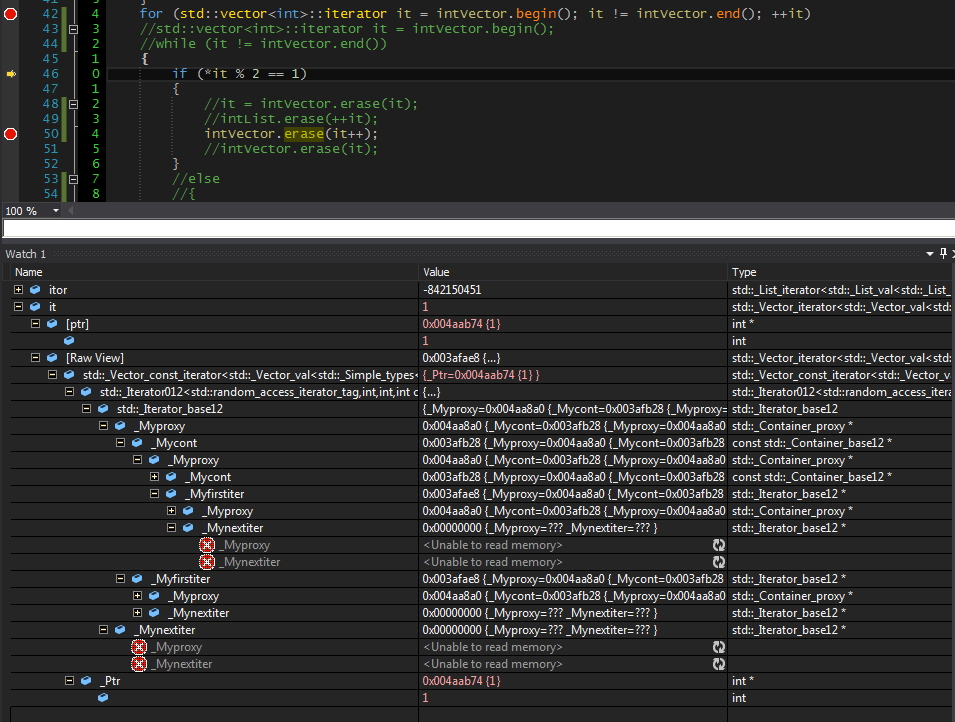 42 4 for (std::vector<int>::iterator it = intVector.begin(); it != intVector.end(); ++it)
43 3 //std::vector<int>::iterator it = intVector.begin();
44 2 //while (it != intVector.end())
45 1 {
46 0 if (*it % 2 == 1)
47 1 {
48 2 //it = intVector.erase(it);
49 3 //intList.erase(++it);
50 4 intVector.erase(it++);
51 5 //intVector.erase(it);
52 6 }
53 7 //else
54 8 //{
100 %
Watch 1
Name Value Type
itor -842150451 std::_List_iterator<std::_List_val<std::_List_
it 1 std::_Vector_iterator<std::_Vector_val<std:
[ptr] 0x004aab74 {1} int *
1 int
[Raw View] 0x003afae8 {...} std::_Vector_iterator<std::_Vector_val<std
std::_Vector_const_iterator<std::_Vector_val<std::_Simple_types< {_Ptr=0x004aab74 {1} } std::_Vector_const_iterator<std::_Vector_v
std::_Iterator012<std::random_access_iterator_tag,int,int,int c {...} std::_Iterator012<std::random_access_itera
std::_Iterator_base12 {_Myproxy=0x004aa8a0 {_Mycont=0x003afb28 {_Myproxy= std::_Iterator_base12
_Myproxy 0x004aa8a0 {_Mycont=0x003afb28 {_Myproxy=0x004aa8a0 std::_Container_proxy *
_Mycont 0x003afb28 {_Myproxy=0x004aa8a0 {_Mycont=0x003afb28 const std::_Container_base12 *
_Myproxy 0x004aa8a0 {_Mycont=0x003afb28 {_Myproxy=0x004aa8a0 std::_Container_proxy *
_Mycont 0x003afb28 {_Myproxy=0x004aa8a0 {_Mycont=0x003afb28 const std::_Container_base12 *
_Myfirstiter 0x003afae8 {_Myproxy=0x004aa8a0 {_Mycont=0x003afb28 std::_Iterator_base12 *
_Myproxy 0x004aa8a0 {_Mycont=0x003afb28 {_Myproxy=0x004aa8a0 std::_Container_proxy *
_Mynextiter 0x00000000 {_Myproxy=??? _Mynextiter=??? } std::_Iterator_base12 *
_Myproxy <Unable to read memory>
_Mynextiter <Unable to read memory>
_Myfirstiter 0x003afae8 {_Myproxy=0x004aa8a0 {_Mycont=0x003afb28 std::_Iterator_base12 *
_Myproxy 0x004aa8a0 {_Mycont=0x003afb28 {_Myproxy=0x004aa8a0 std::_Container_proxy *
_Mynextiter 0x00000000 {_Myproxy=??? _Mynextiter=??? } std::_Iterator_base12 *
_Mynextiter 0x00000000 {_Myproxy=??? _Mynextiter=??? } std::_Iterator_base12 *
_Myproxy <Unable to read memory>
_Mynextiter <Unable to read memory>
_Ptr 0x004aab74 {1} int *
1 int